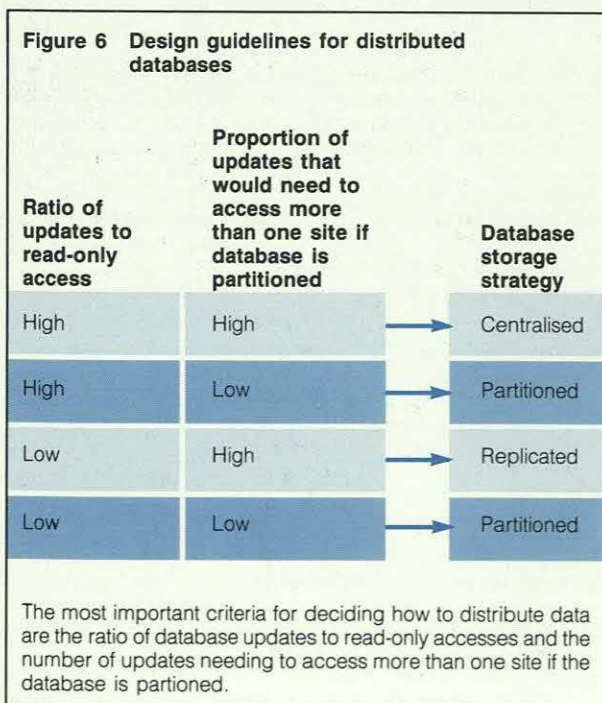 Figure 6 Design guidelines for distributed
databases
Ratio of
updates to
read-only
access
Proportion of
updates that
would need to
access more
than one site if
database is
partitioned
Database
storage
strategy
High High Centralised
High Low Partitioned
Low High Replicated
Low Low Partitioned
The most important criteria for deciding how to distribute data
are the ratio of database updates to read-only accesses and the
number of updates needing to access more than one site if the
database is partioned.